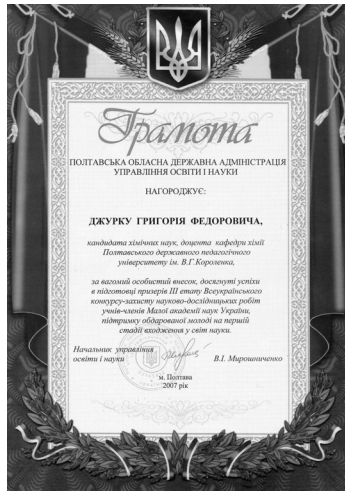 Грамота
ПОЛТАВСЬКА ОБЛАСНА ДЕРЖАВНА АДМІНІСТРАЦІЯ
УПРАВЛІННЯ ОСВІТИ І НАУКИ
НАГОРОДЖУЄ:
ДЖУРКУ ГРИГОРІЯ ФЕДОРОВИЧА,
кандидата хімічних наук, доцента кафедри хімії
Полтавського державного педагогічного
університету ім. В.Г.Короленка,
за вагомий особистий внесок, досягнуті успіхи
в підготовці призерів ІІІ етапу Всеукраїнського
конкурсу-захисту науково-дослідницьких робіт
учнів-членів Малої академії наук України,
підтримку обдарованої молоді на першій
стадії входження у світ науки.
Начальник управління
освіти і науки В.І. Мирошниченко
м. Полтава
2007 рік